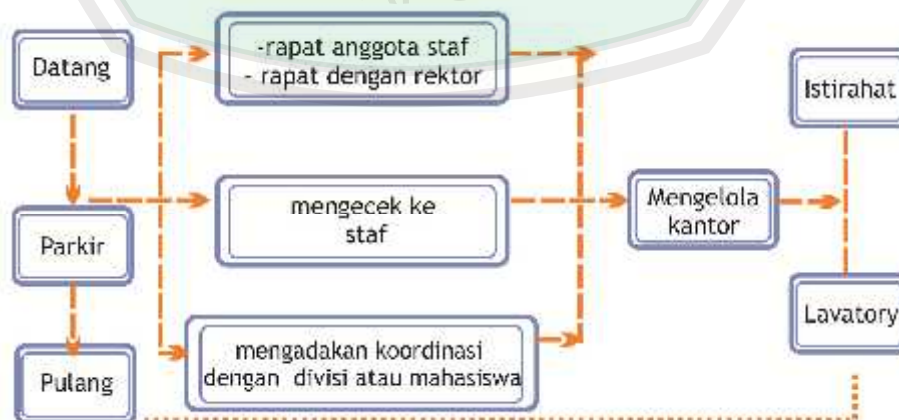 Datang
-rapat anggota staf
- rapat dengan rektor
Istirahat
mengecek ke
staf
Mengelola
kantor
Parkir
Lavatory
mengadakan koordinasi
dengan divisi atau mahasiswa
Pulang